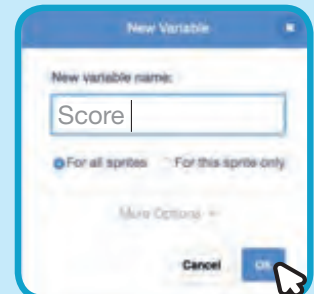 New Variable
New variable name:
Score
For all sprites For this sprite only
More Options
Cancel OK